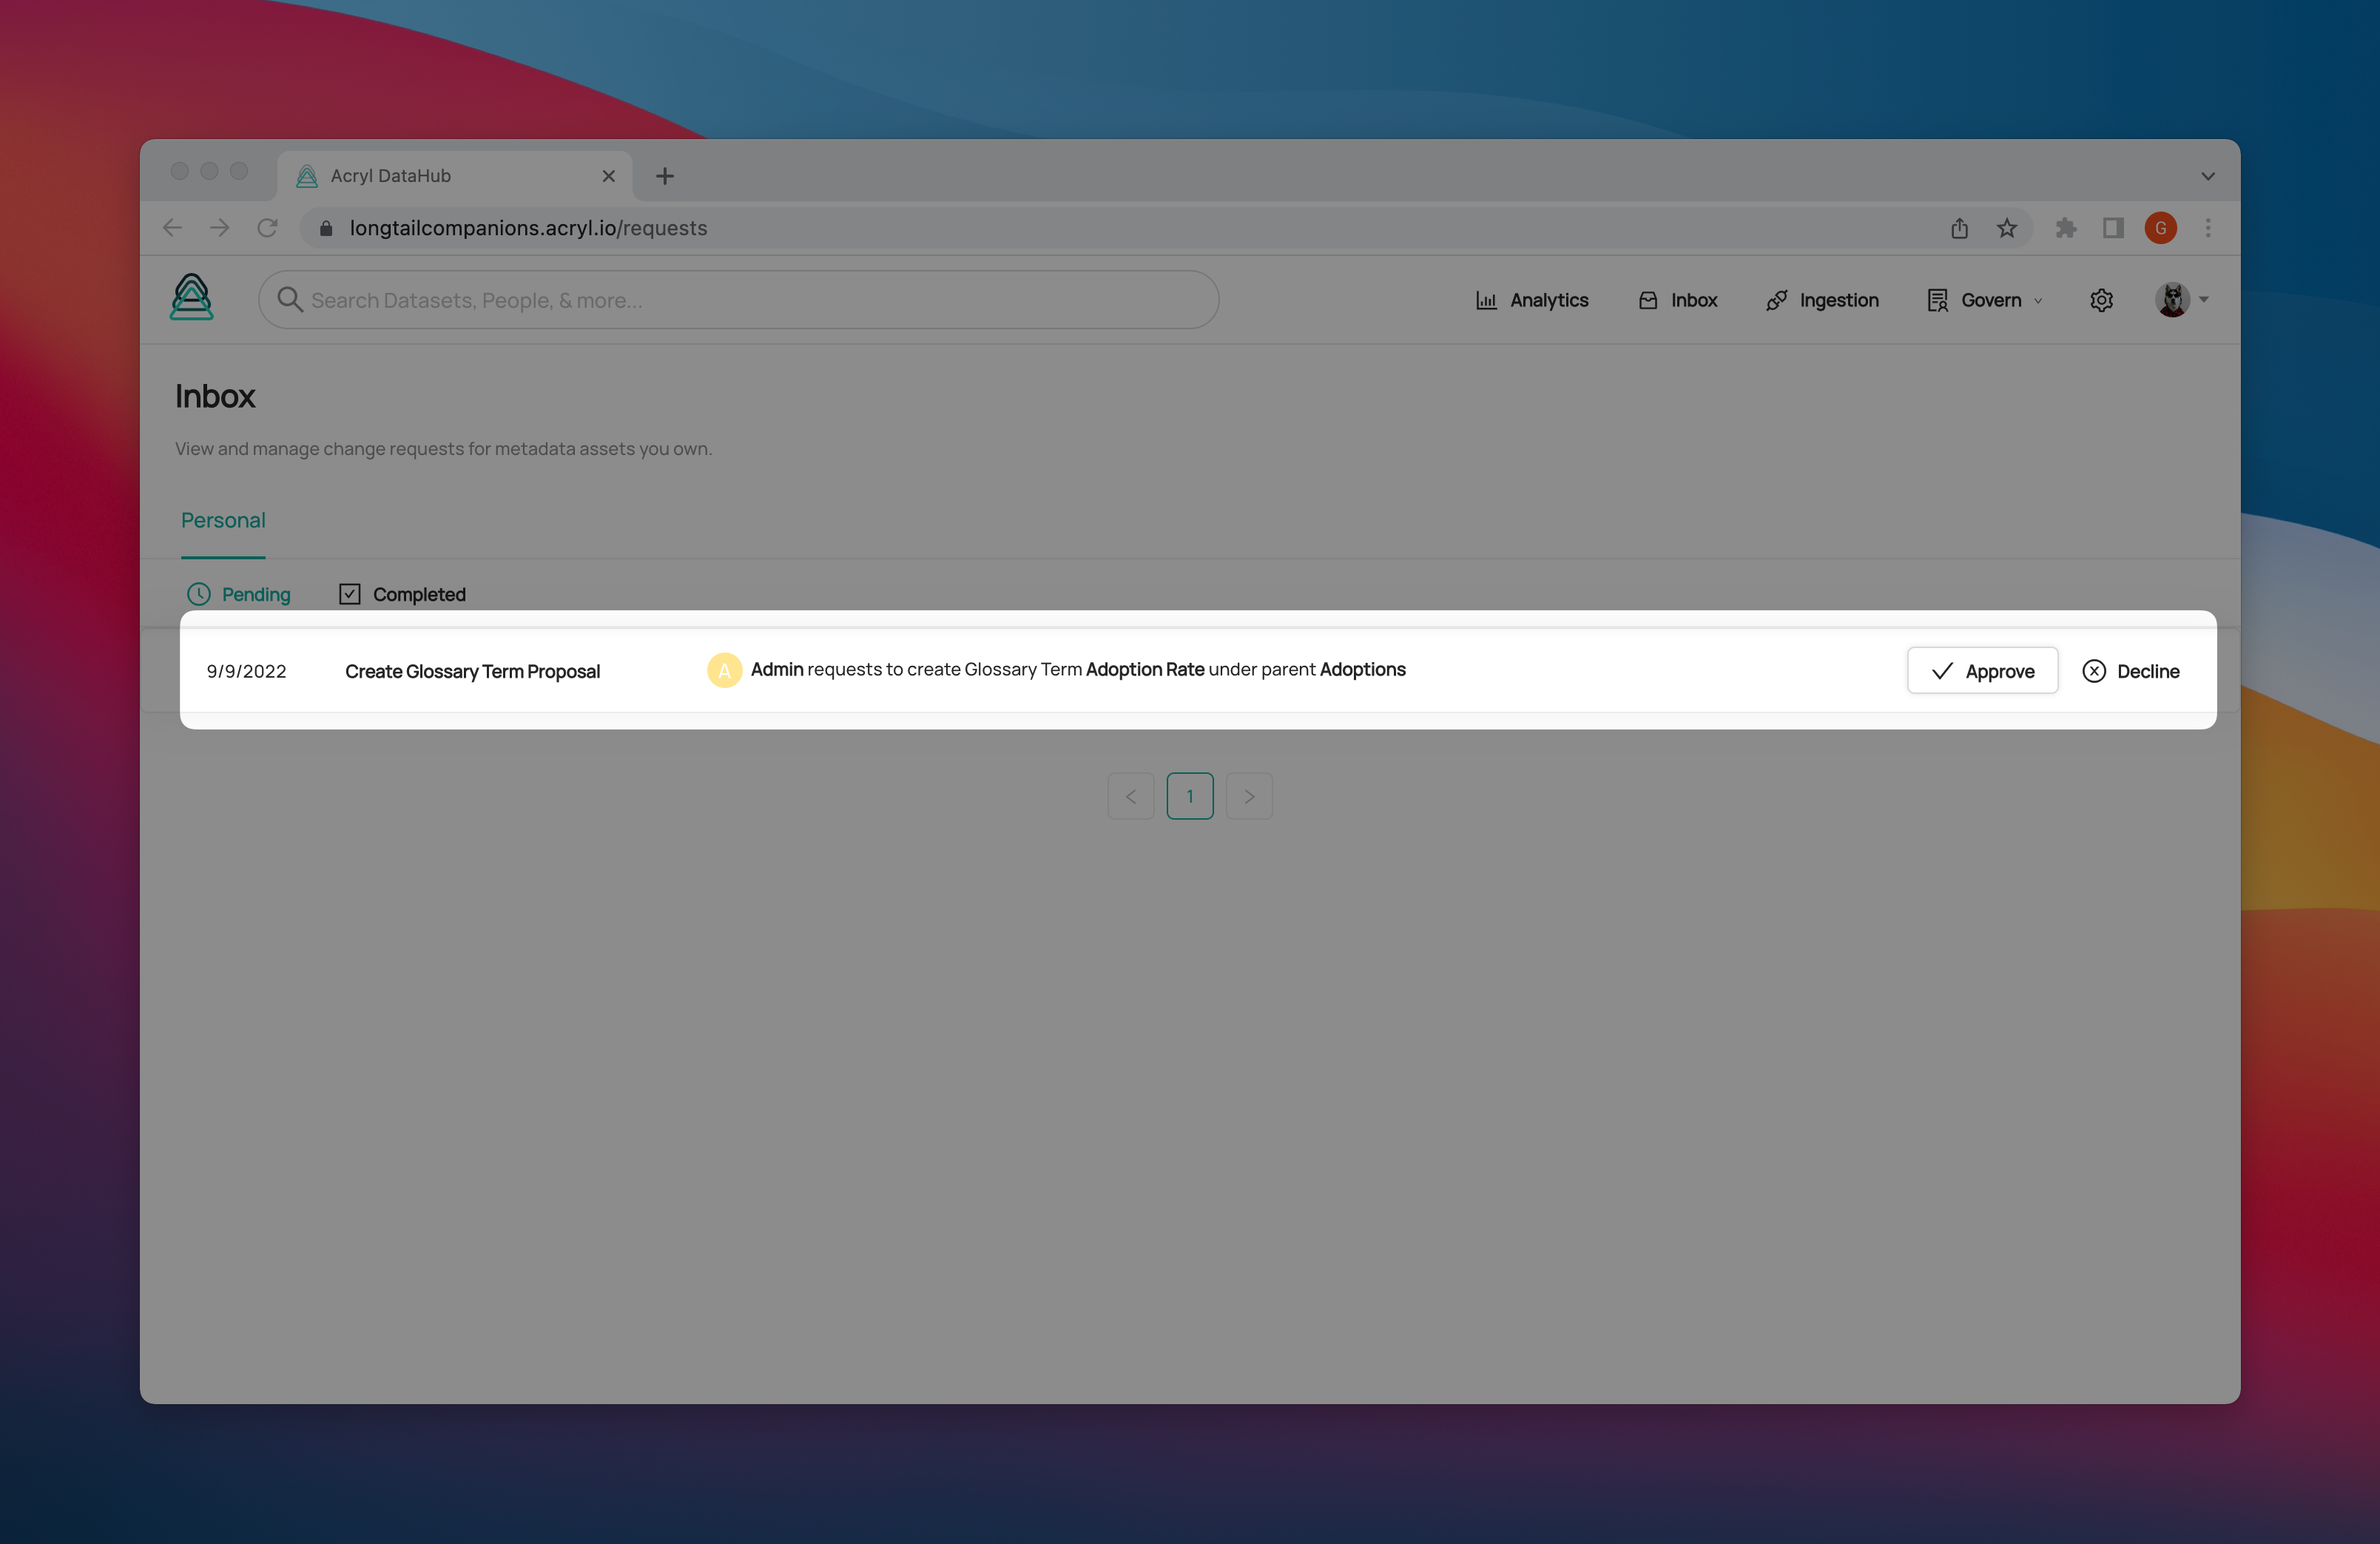 Acryl DataHub
longtailcompanions.acryl.io/requests
G
Search Datasets, People, & more...
Analytics
Inbox
Ingestion
Govern
Inbox
View and manage change requests for metadata assets you own.
Personal
Pending
Completed
9/9/2022
Create Glossary Term Proposal
A
Admin requests to create Glossary Term Adoption Rate under parent Adoptions
Approve
Decline
< 1 >